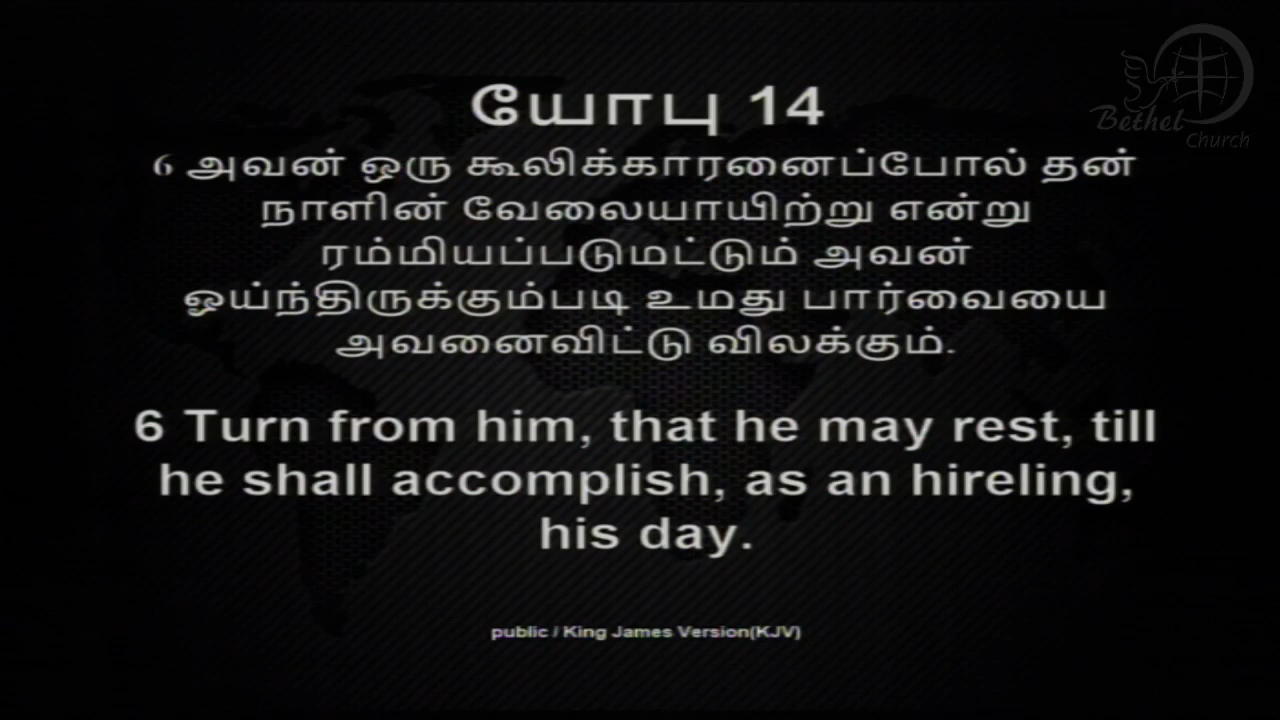 Bethel
Church
யோபு 14
6 அவன் ஒரு கூலிக்காரனைப்போல் தன்
நாளின் வேலையாயிற்று என்று
ரம்மியப்படுமட்டும் அவன்
ஓய்ந்திருக்கும்படி உமது பார்வையை
அவனைவிட்டு விலக்கும்.
6 Turn from him, that he may rest, till
he shall accomplish, as an hireling,
his day.
public / King James Version(KJV)